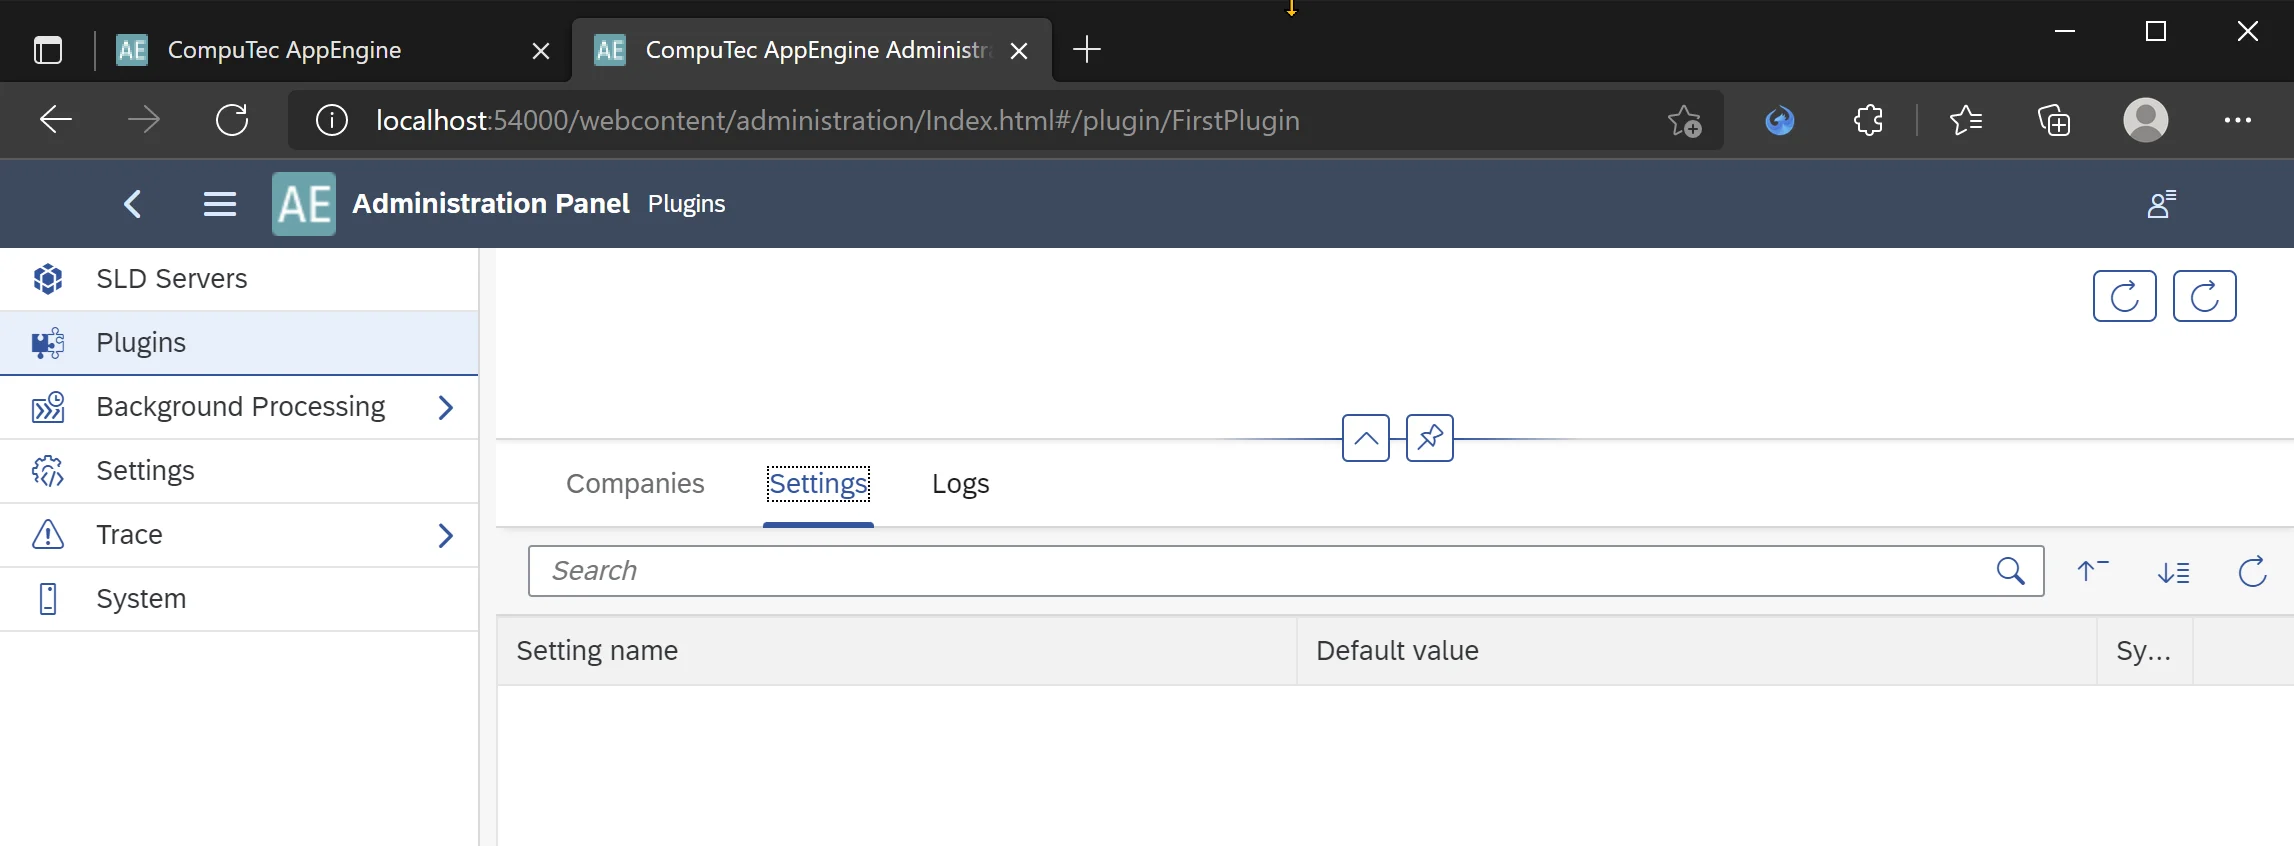 AE CompuTec AppEngine
AE CompuTec AppEngine Administra
localhost:54000/webcontent/administration/Index.html#/plugin/FirstPlugin
AE Administration Panel Plugins
SLD Servers
Plugins
Background Processing
Settings
Trace
System
Companies Settings Logs
Search
Setting name Default value Sy...